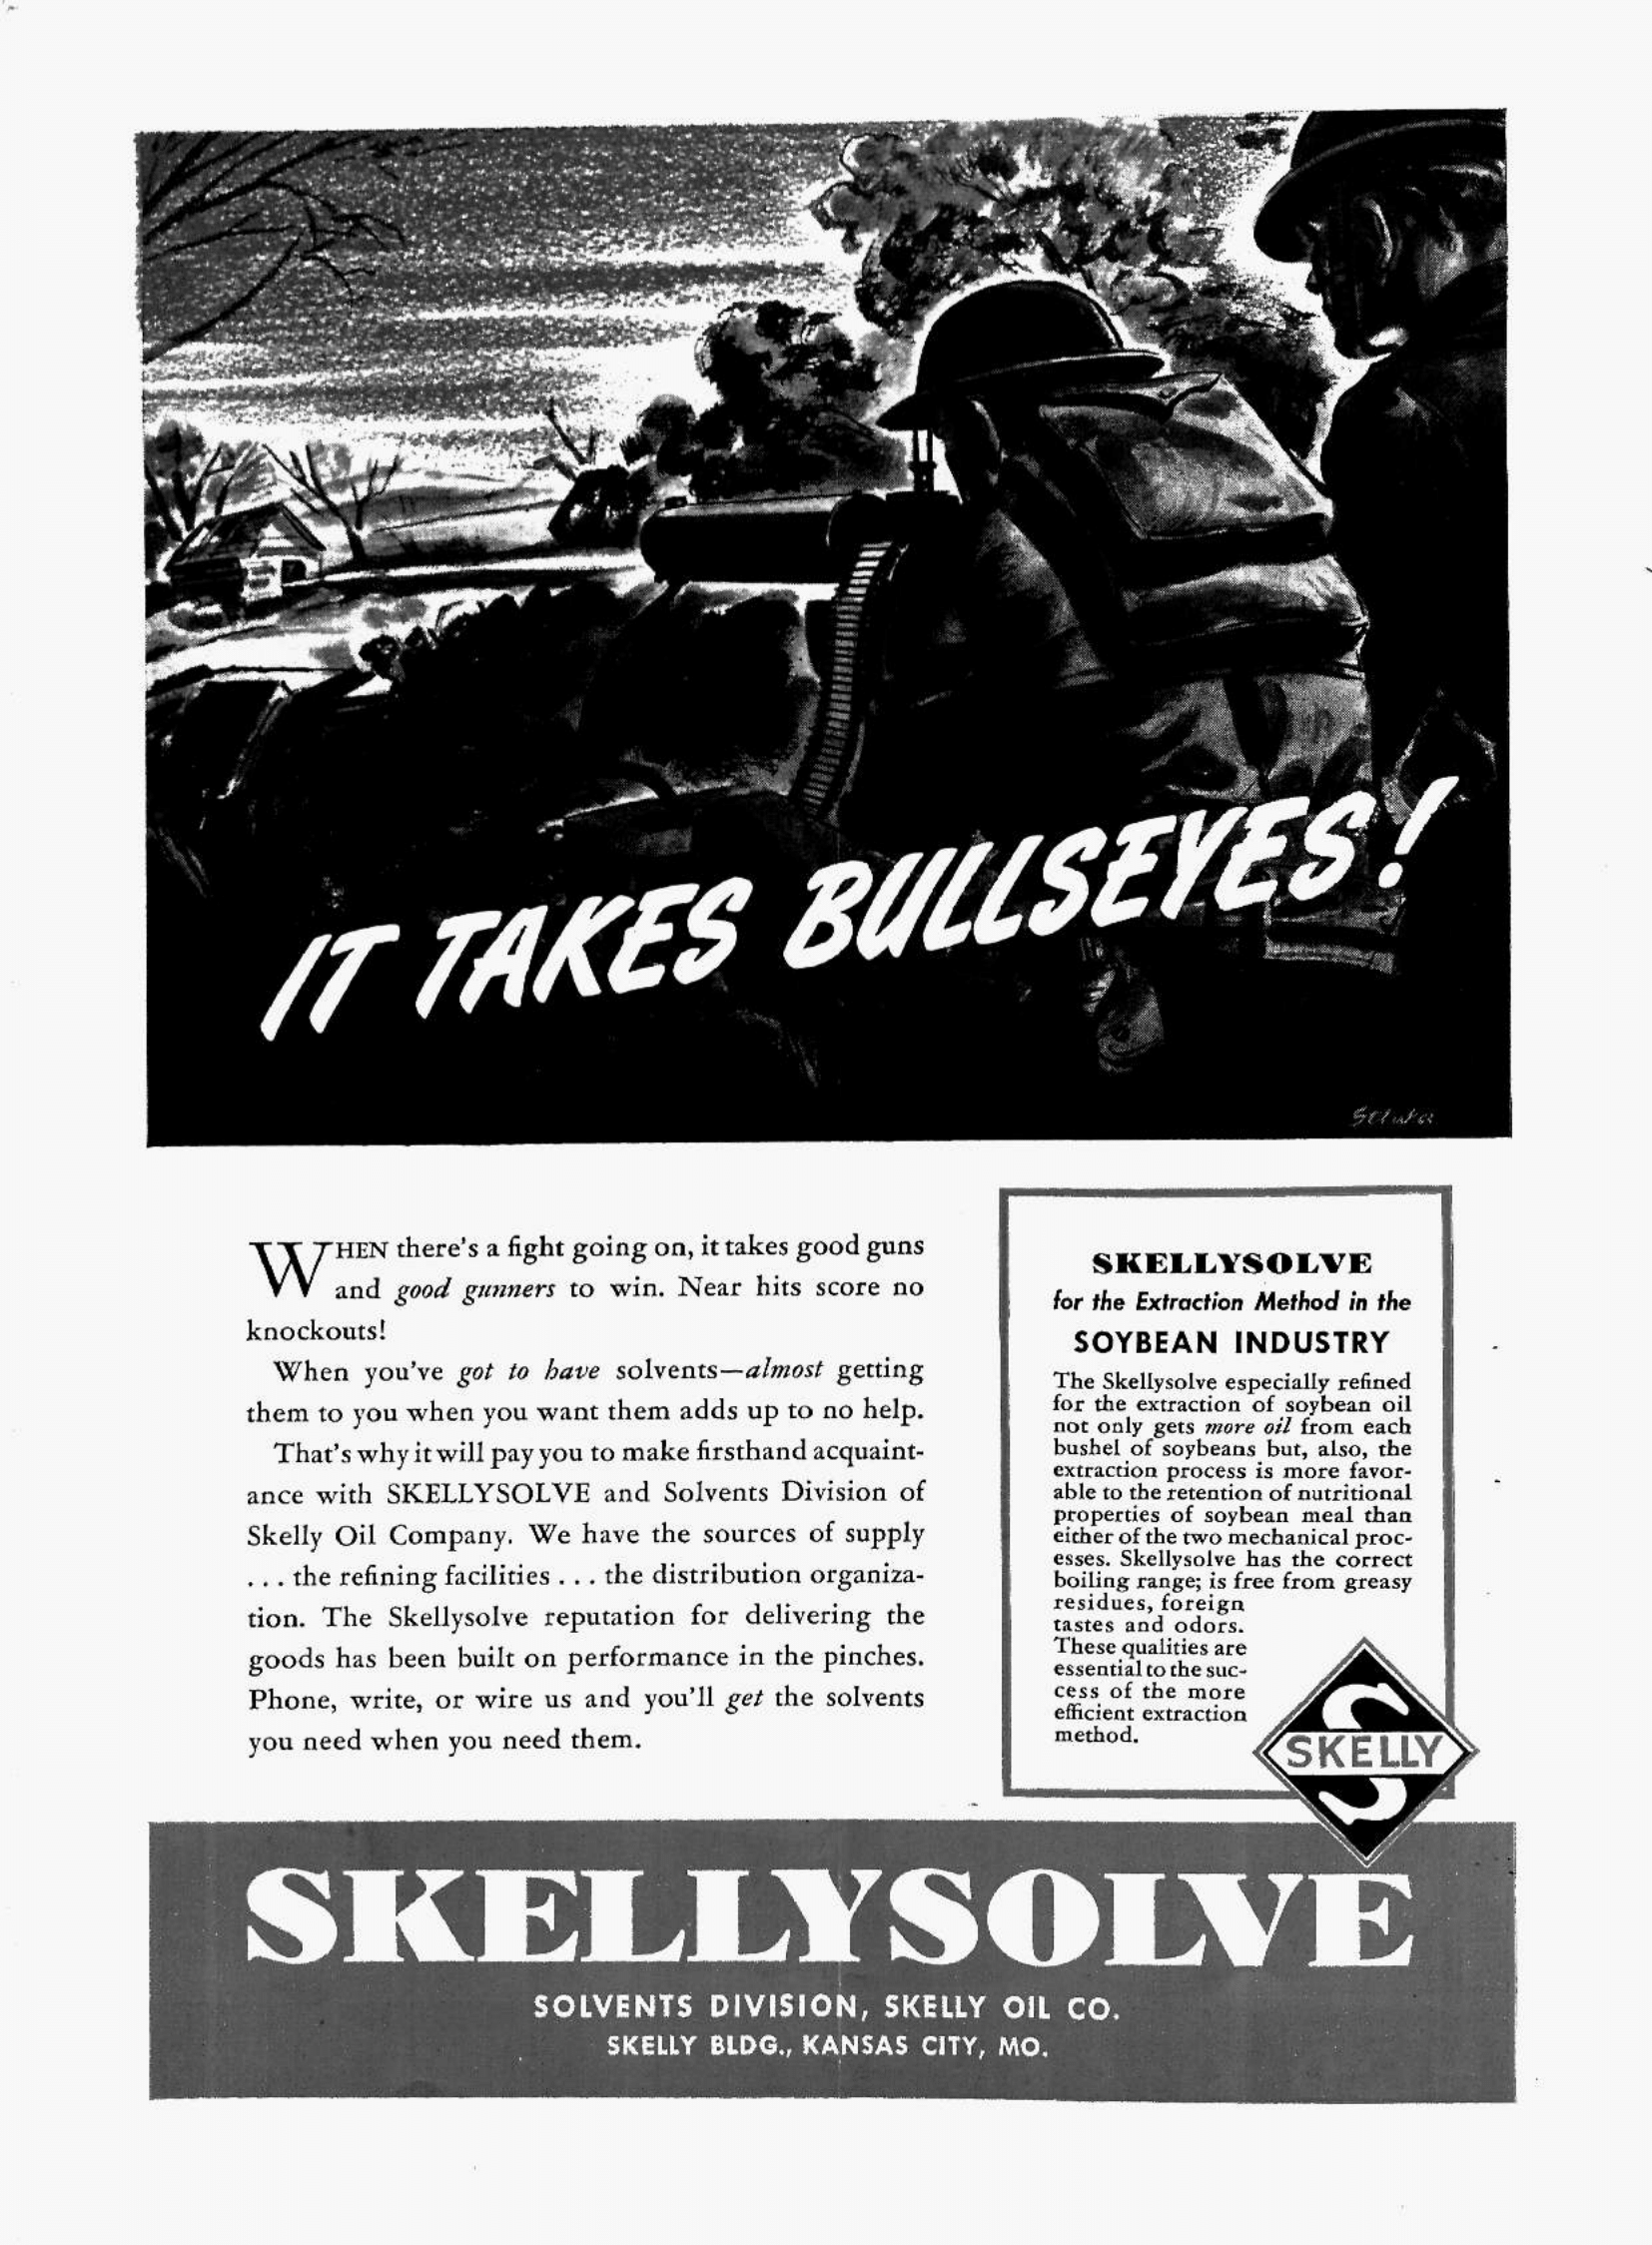 IT TAKES BULLSEYES!
WHEN there's a fight going on, it takes good guns
and good gunners to win. Near hits score no
knockouts!
When you've got to have solvents—almost getting
them to you when you want them adds up to no help.
That's why it will pay you to make firsthand acquaint-
ance with SKELLYSOLVE and Solvents Division of
Skelly Oil Company. We have the sources of supply
... the refining facilities ... the distribution organiza-
tion. The Skellysolve reputation for delivering the
goods has been built on performance in the pinches.
Phone, write, or wire us and you'll get the solvents
you need when you need them.
SKELLYSOLVE
for the Extraction Method in the
SOYBEAN INDUSTRY
The Skellysolve especially refined
for the extraction of soybean oil
not only gets more oil from each
bushel of soybeans but, also, the
extraction process is more favor-
able to the retention of nutritional
properties of soybean meal than
either of the two mechanical proc-
esses. Skellysolve has the correct
boiling range; is free from greasy
residues, foreign
tastes and odors.
These qualities are
essential to the suc-
cess of the more
efficient extraction
method.
S
SKELLY
SKELLYSOLVE
SOLVENTS DIVISION, SKELLY OIL CO.
SKELLY BLDG., KANSAS CITY, MO.